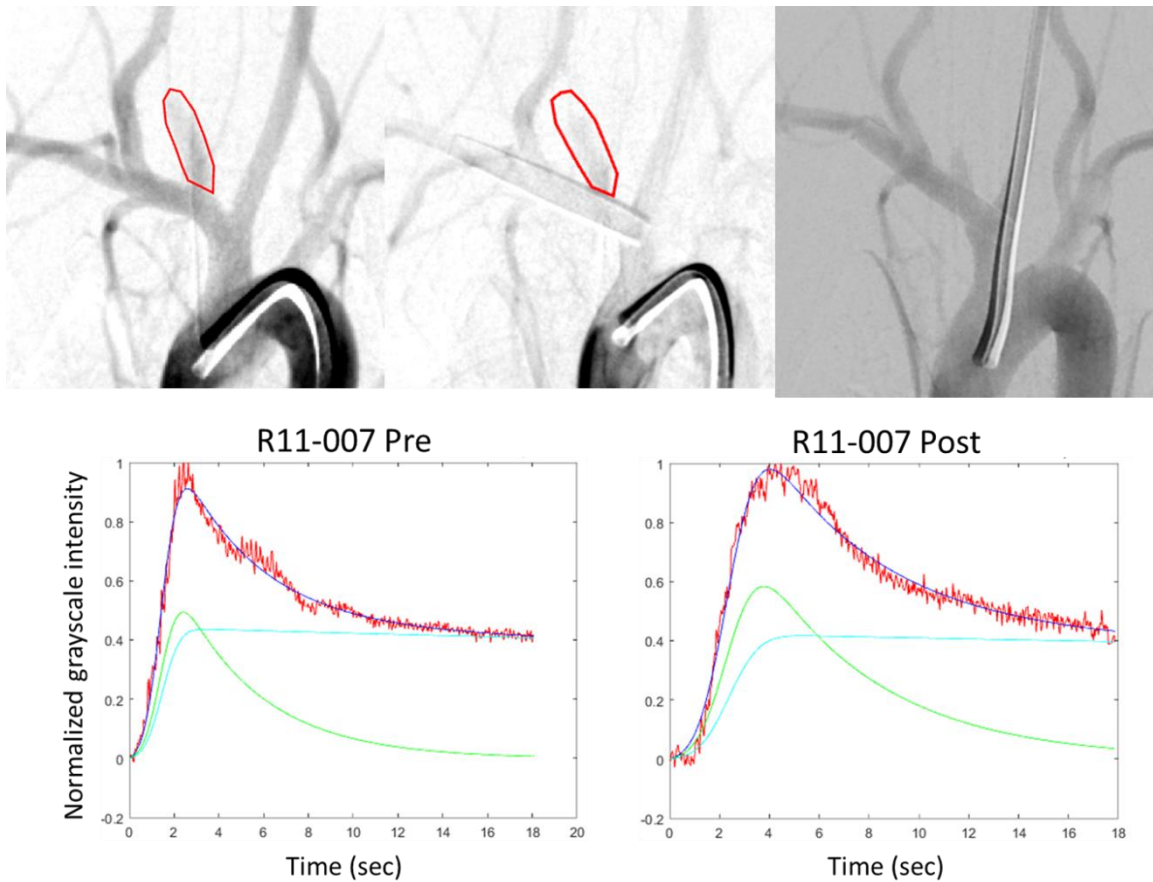 R11-007 Pre
R11-007 Post
Normalized grayscale intensity
1
0.8
0.6
0.4
0.2
0
-0.2
0 2 4 6 8 10 12 14 16 18 20
Time (sec)
1
0.8
0.6
0.4
0.2
0
-0.2
0 2 4 6 8 10 12 14 16 18
Time (sec)